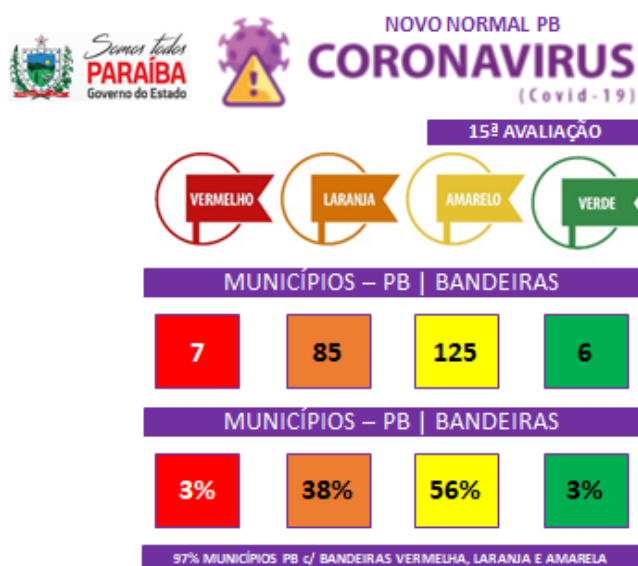 Somos todos
PARAÍBA
Governo do Estado
NOVO NORMAL PB
CORONAVIRUS
(Covid-19)
15ª AVALIAÇÃO
VERMELHO
LARANJA
AMARELO
VERDE
MUNICÍPIOS – PB | BANDEIRAS
7
85
125
6
MUNICÍPIOS – PB | BANDEIRAS
3%
38%
56%
3%
97% MUNICÍPIOS PB c/ BANDEIRAS VERMELHA, LARANJA E AMARELA